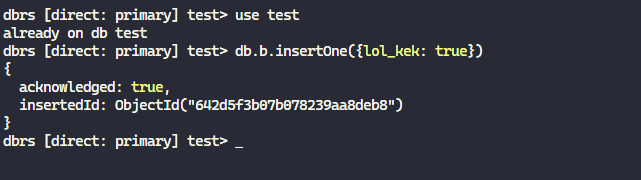 dbrs [direct: primary] test> use test
already on db test
dbrs [direct: primary] test> db.b.insertOne({lol_kek: true})
{
  acknowledged: true,
  insertedId: ObjectId("642d5f3b07b078239aa8deb8")
}
dbrs [direct: primary] test> _